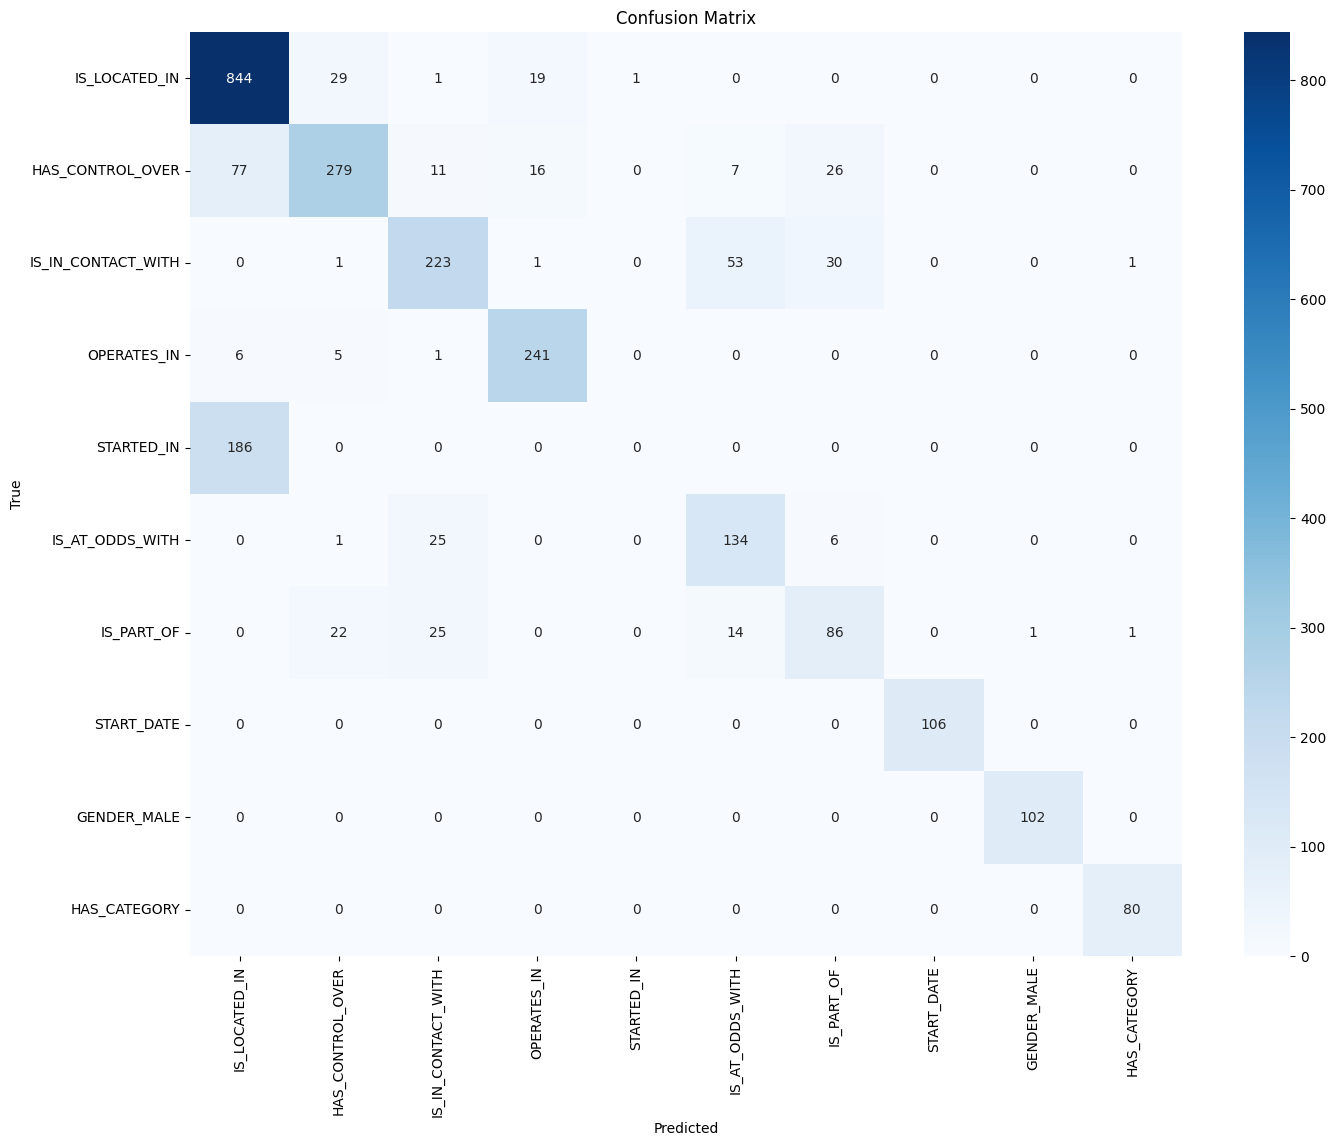 Confusion Matrix
IS_LOCATED_IN 844 29 1 19 1 0 0 0 0 0
HAS_CONTROL_OVER 77 279 11 16 0 7 26 0 0 0
IS_IN_CONTACT_WITH 0 1 223 1 0 53 30 0 0 1
OPERATES_IN 6 5 1 241 0 0 0 0 0 0
STARTED_IN 186 0 0 0 0 0 0 0 0 0
IS_AT_ODDS_WITH 0 1 25 0 0 134 6 0 0 0
IS_PART_OF 0 22 25 0 0 14 86 0 1 1
START_DATE 0 0 0 0 0 0 0 106 0 0
GENDER_MALE 0 0 0 0 0 0 0 0 102 0
HAS_CATEGORY 0 0 0 0 0 0 0 0 0 80
True
IS_LOCATED_IN
HAS_CONTROL_OVER
IS_IN_CONTACT_WITH
OPERATES_IN
STARTED_IN
IS_AT_ODDS_WITH
IS_PART_OF
START_DATE
GENDER_MALE
HAS_CATEGORY
Predicted
800
700
600
500
400
300
200
100
0